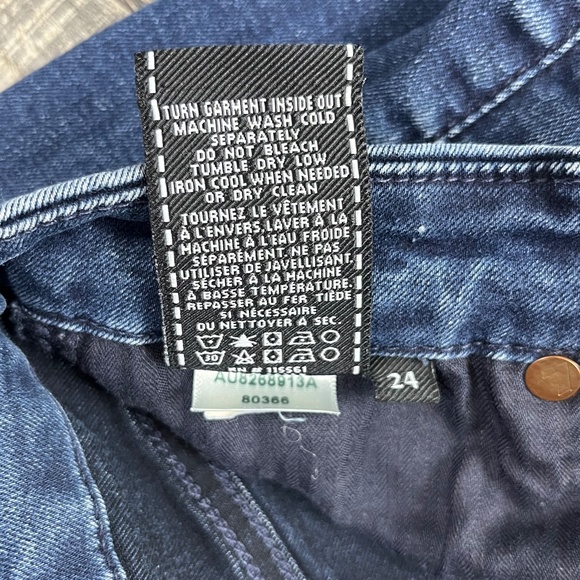 TURN GARMENT INSIDE OUT
MACHINE WASH COLD
SEPARATELY
DO NOT BLEACH
TUMBLE DRY LOW
IRON COOL WHEN NEEDED
OR DRY CLEAN
TOURNEZ LE VÊTEMENT
À L'ENVERS, LAVER À LA
MACHINE À L'EAU FROIDE
SÉPARÉMENT. NE PAS
UTILISER DE JAVELLISANT.
SÉCHER À LA MACHINE
À BASSE TEMPÉRATURE.
REPASSER AU FER TIÈDE
SI NÉCESSAIRE
OU NETTOYER À SEC.
30
RN # 115561
AU8268913A
80366
24